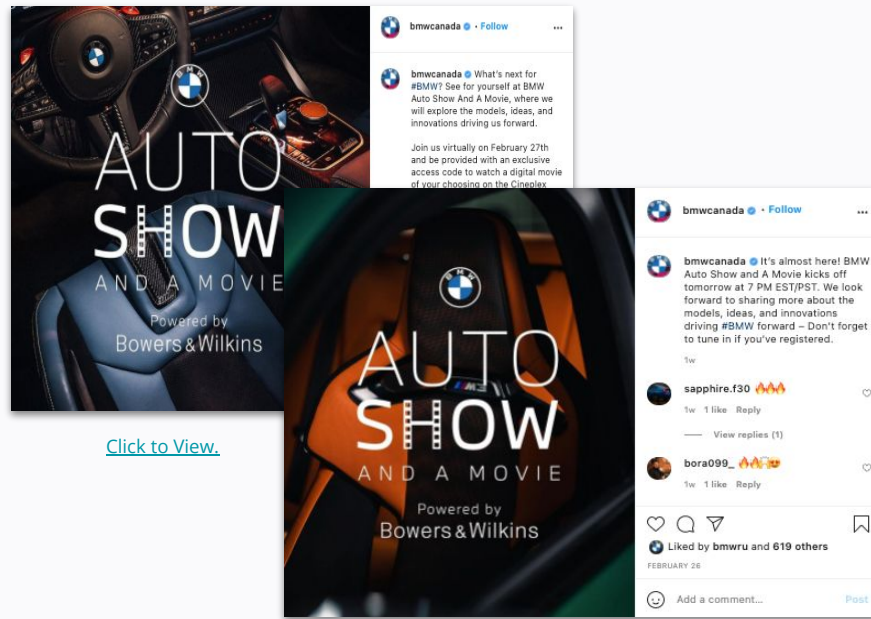 BMW
AUTO
SHOW
AND A MOVIE
Powered by
Bowers & Wilkins
bmwcanada • Follow
bmwcanada What's next for
#BMW? See for yourself at BMW
Auto Show And A Movie, where we
will explore the models, ideas, and
innovations driving us forward.
Join us virtually on February 27th
and be provided with an exclusive
access code to watch a digital movie
of your choosing on the Cineplex
Click to View.
BMW
M3
AUTO
SHOW
AND A MOVIE
Powered by
Bowers & Wilkins
bmwcanada • Follow
bmwcanada It's almost here! BMW
Auto Show and A Movie kicks off
tomorrow at 7 PM EST/PST. We look
forward to sharing more about the
models, ideas, and innovations
driving #BMW forward – Don't forget
to tune in if you've registered.
1w
sapphire.f30 🔥🔥🔥
1w 1 like Reply
View replies (1)
bora099_
1w 1 like Reply
Liked by bmwru and 619 others
FEBRUARY 26
Add a comment...
Post